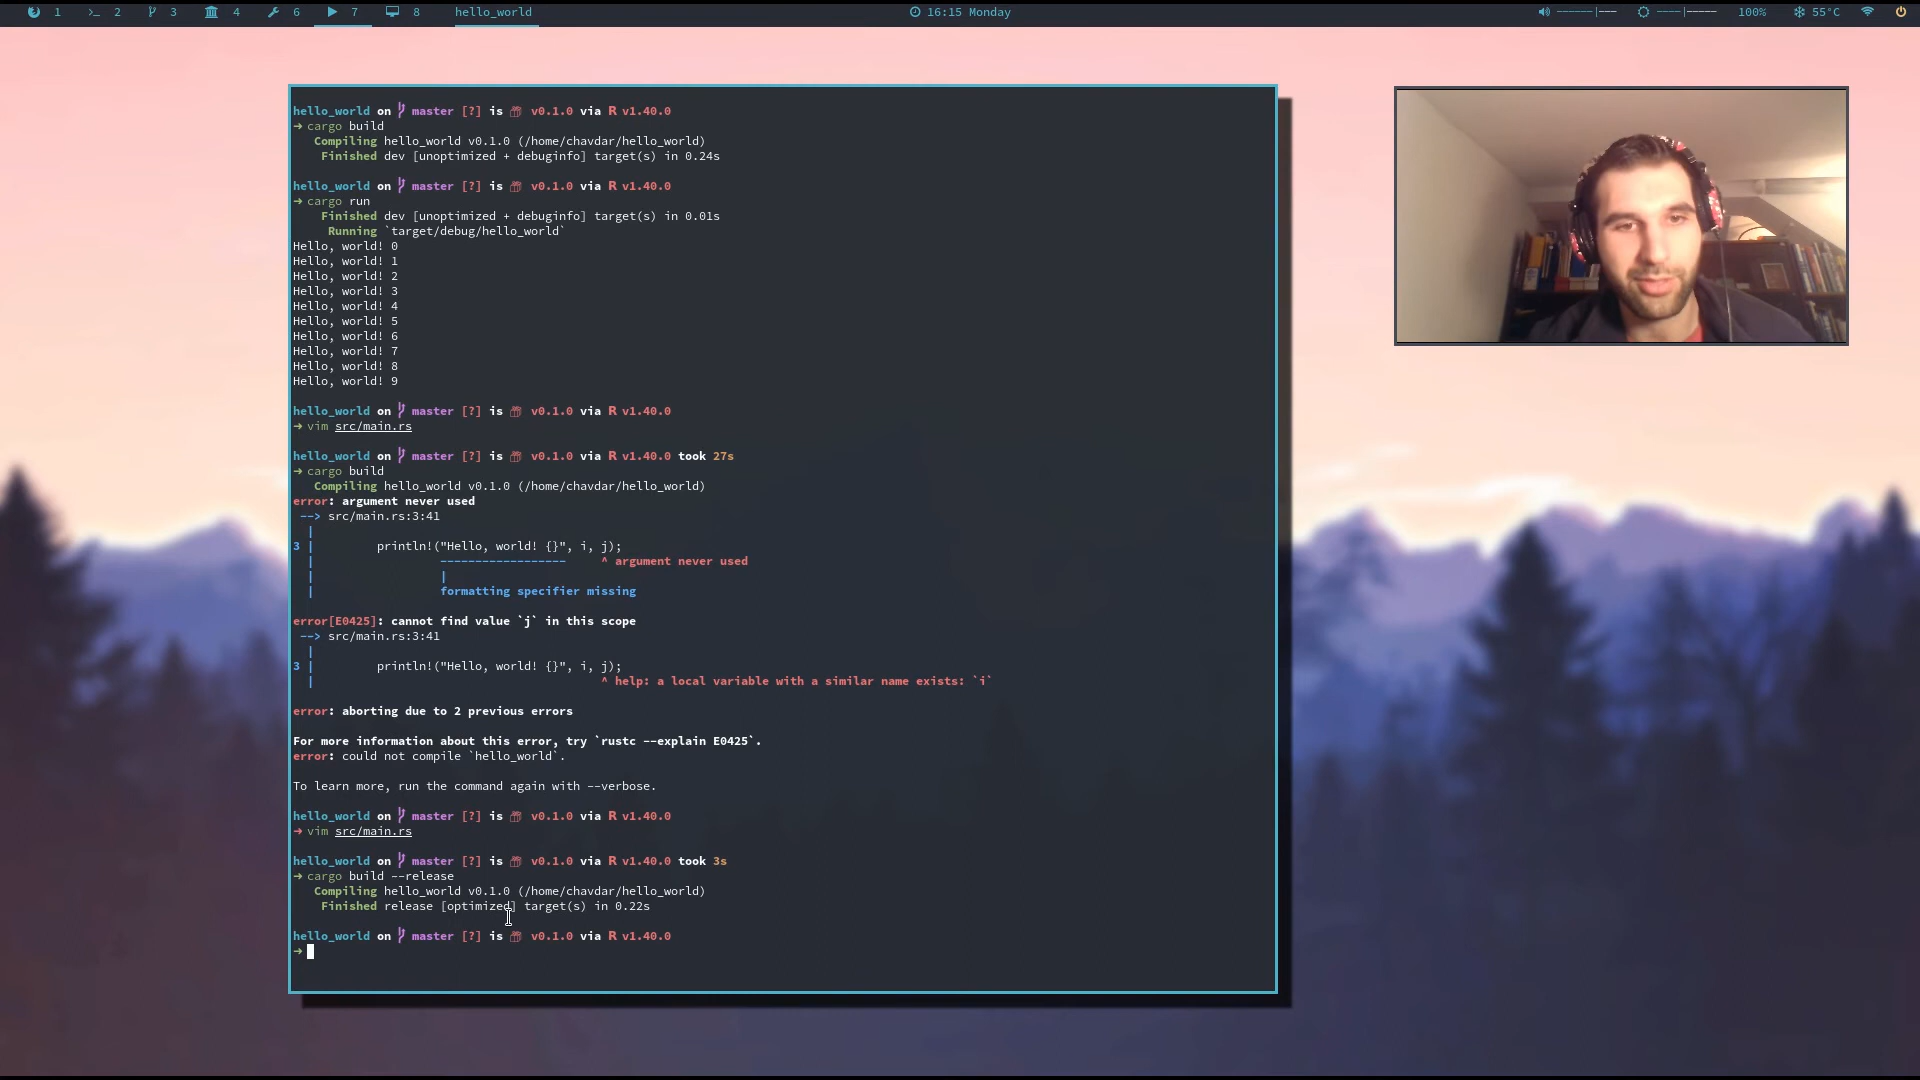 1 2 3 4 6 7 8 hello_world 16:15 Monday 100% 55°C
hello_world on master [?] is v0.1.0 via R v1.40.0
➜ cargo build
Compiling hello_world v0.1.0 (/home/chavdar/hello_world)
Finished dev [unoptimized + debuginfo] target(s) in 0.24s
hello_world on master [?] is v0.1.0 via R v1.40.0
➜ cargo run
Finished dev [unoptimized + debuginfo] target(s) in 0.01s
Running `target/debug/hello_world`
Hello, world! 0
Hello, world! 1
Hello, world! 2
Hello, world! 3
Hello, world! 4
Hello, world! 5
Hello, world! 6
Hello, world! 7
Hello, world! 8
Hello, world! 9
hello_world on master [?] is v0.1.0 via R v1.40.0
➜ vim src/main.rs
hello_world on master [?] is v0.1.0 via R v1.40.0 took 27s
➜ cargo build
Compiling hello_world v0.1.0 (/home/chavdar/hello_world)
error: argument never used
--> src/main.rs:3:41
|
3 | println!("Hello, world! {}", i, j);
| ------------------ ^ argument never used
| |
| formatting specifier missing
error[E0425]: cannot find value `j` in this scope
--> src/main.rs:3:41
|
3 | println!("Hello, world! {}", i, j);
| ^ help: a local variable with a similar name exists: `i`
error: aborting due to 2 previous errors
For more information about this error, try `rustc --explain E0425`.
error: could not compile `hello_world`.
To learn more, run the command again with --verbose.
hello_world on master [?] is v0.1.0 via R v1.40.0
➜ vim src/main.rs
hello_world on master [?] is v0.1.0 via R v1.40.0 took 3s
➜ cargo build --release
Compiling hello_world v0.1.0 (/home/chavdar/hello_world)
Finished release [optimized] target(s) in 0.22s
hello_world on master [?] is v0.1.0 via R v1.40.0
➜